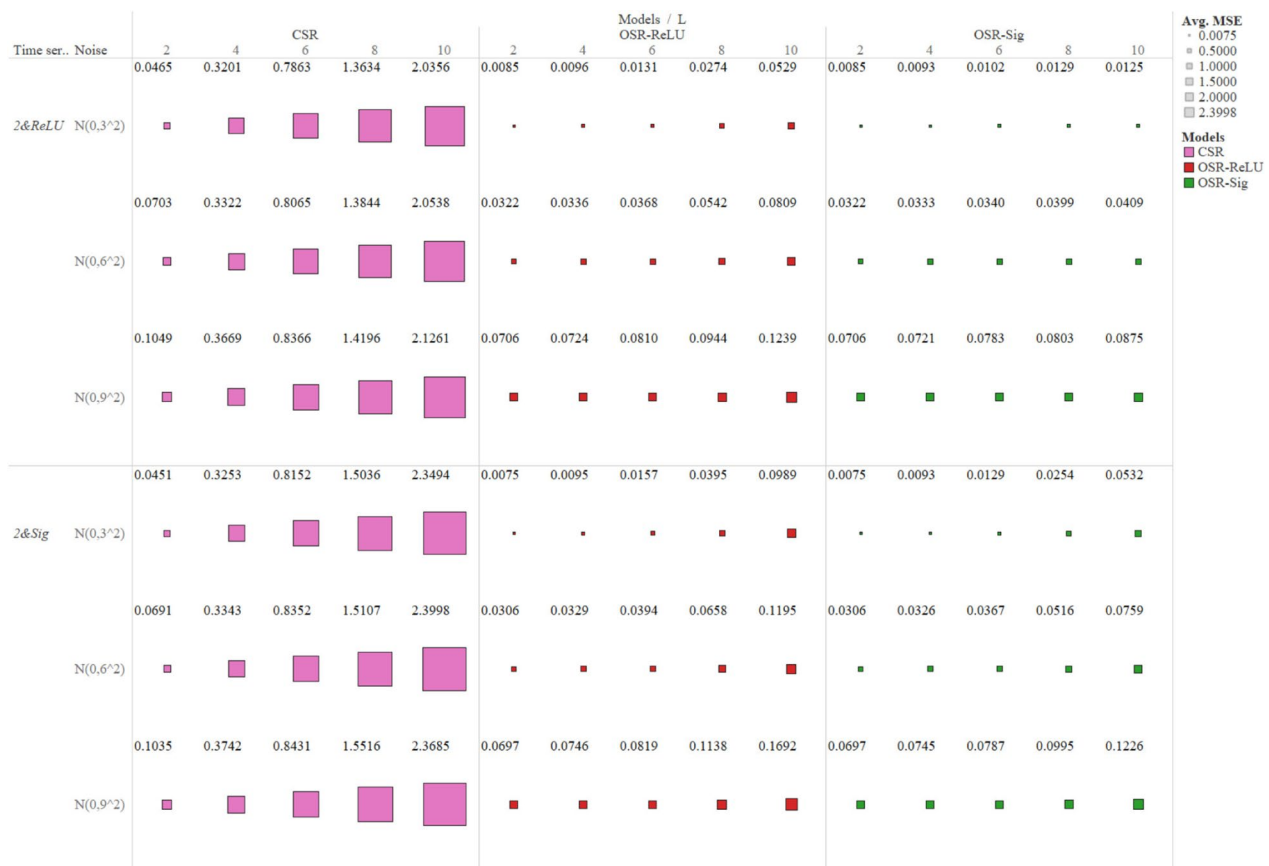 Models / L
CSR OSR-ReLU OSR-Sig
Time ser.. Noise 2 4 6 8 10 2 4 6 8 10 2 4 6 8 10
0.0465 0.3201 0.7863 1.3634 2.0356 0.0085 0.0096 0.0131 0.0274 0.0529 0.0085 0.0093 0.0102 0.0129 0.0125
2&ReLU N(0,3^2)
0.0703 0.3322 0.8065 1.3844 2.0538 0.0322 0.0336 0.0368 0.0542 0.0809 0.0322 0.0333 0.0340 0.0399 0.0409
N(0,6^2)
0.1049 0.3669 0.8366 1.4196 2.1261 0.0706 0.0724 0.0810 0.0944 0.1239 0.0706 0.0721 0.0783 0.0803 0.0875
N(0,9^2)
0.0451 0.3253 0.8152 1.5036 2.3494 0.0075 0.0095 0.0157 0.0395 0.0989 0.0075 0.0093 0.0129 0.0254 0.0532
2&Sig N(0,3^2)
0.0691 0.3343 0.8352 1.5107 2.3998 0.0306 0.0329 0.0394 0.0658 0.1195 0.0306 0.0326 0.0367 0.0516 0.0759
N(0,6^2)
0.1035 0.3742 0.8431 1.5516 2.3685 0.0697 0.0746 0.0819 0.1138 0.1692 0.0697 0.0745 0.0787 0.0995 0.1226
N(0,9^2)
Avg. MSE
0.0075
0.5000
1.0000
1.5000
2.0000
2.3998
Models
CSR
OSR-ReLU
OSR-Sig